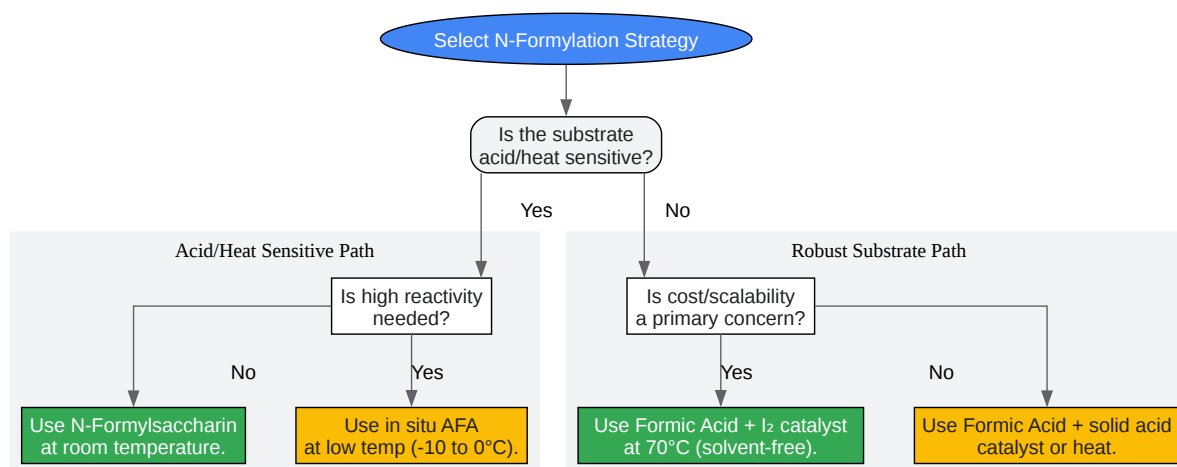 Select N-Formylation Strategy
Is the substrate
acid/heat sensitive?
Yes
No
Acid/Heat Sensitive Path
Robust Substrate Path
Is high reactivity
needed?
Is cost/scalability
a primary concern?
No
Yes
Yes
No
Use N-Formylsaccharin
at room temperature.
Use in situ AFA
at low temp (-10 to 0°C).
Use Formic Acid + I₂ catalyst
at 70°C (solvent-free).
Use Formic Acid + solid acid
catalyst or heat.